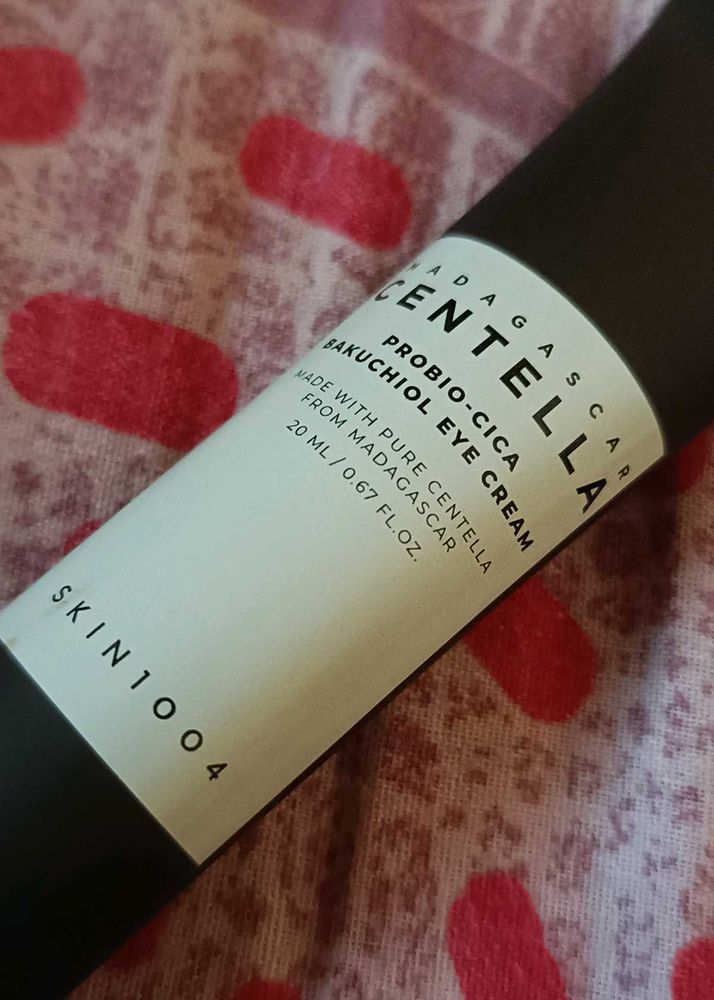 MADAGASCAR
CENTELLA
PROBIO-CICA
BAKUCHIOL EYE CREAM
MADE WITH PURE CENTELLA
FROM MADAGASCAR
20 ML / 0.67 FL.OZ.
SKIN1004